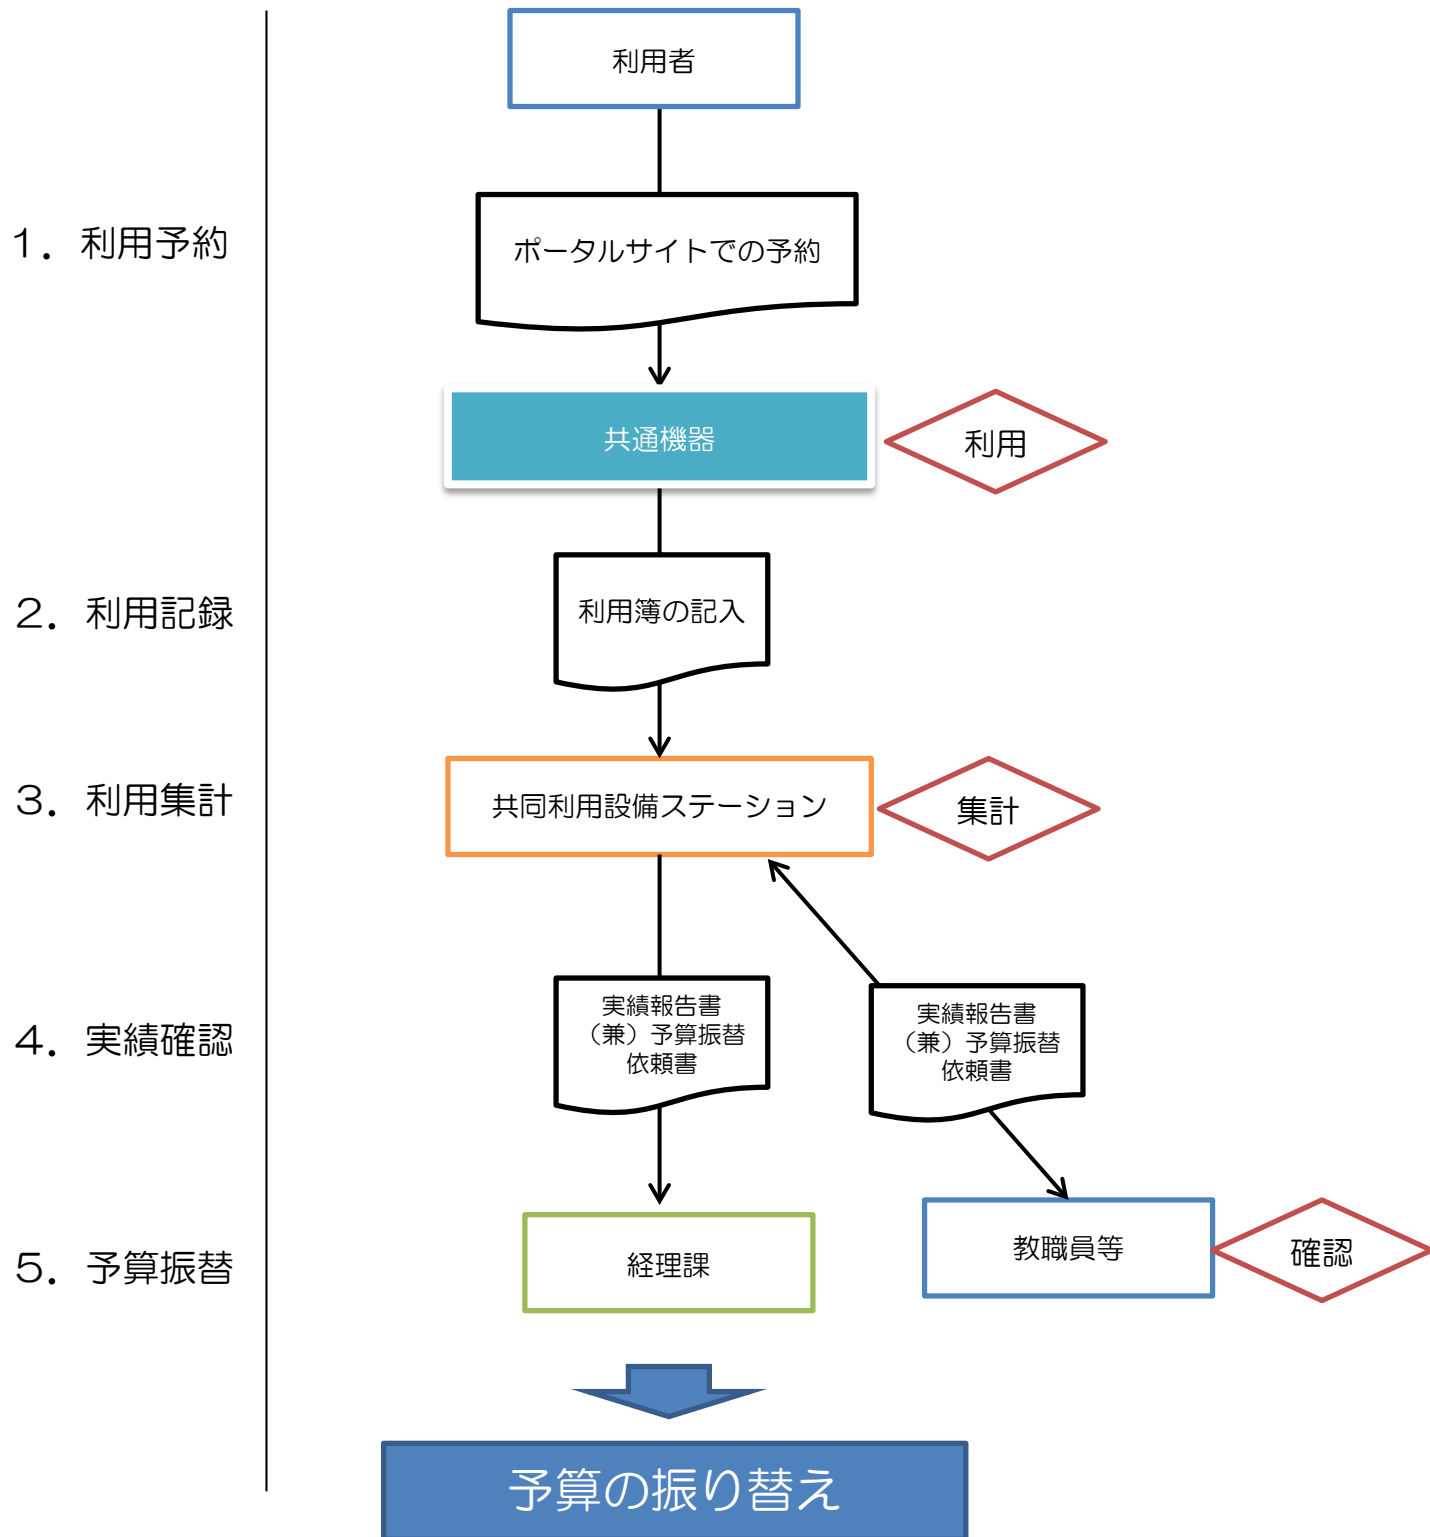 利用者
1．利用予約
ポータルサイトでの予約
共通機器
利用
2．利用記録
利用簿の記入
3．利用集計
共同利用設備ステーション
集計
4．実績確認
実績報告書
（兼）予算振替
依頼書
実績報告書
（兼）予算振替
依頼書
5．予算振替
経理課
教職員等
確認
予算の振り替え